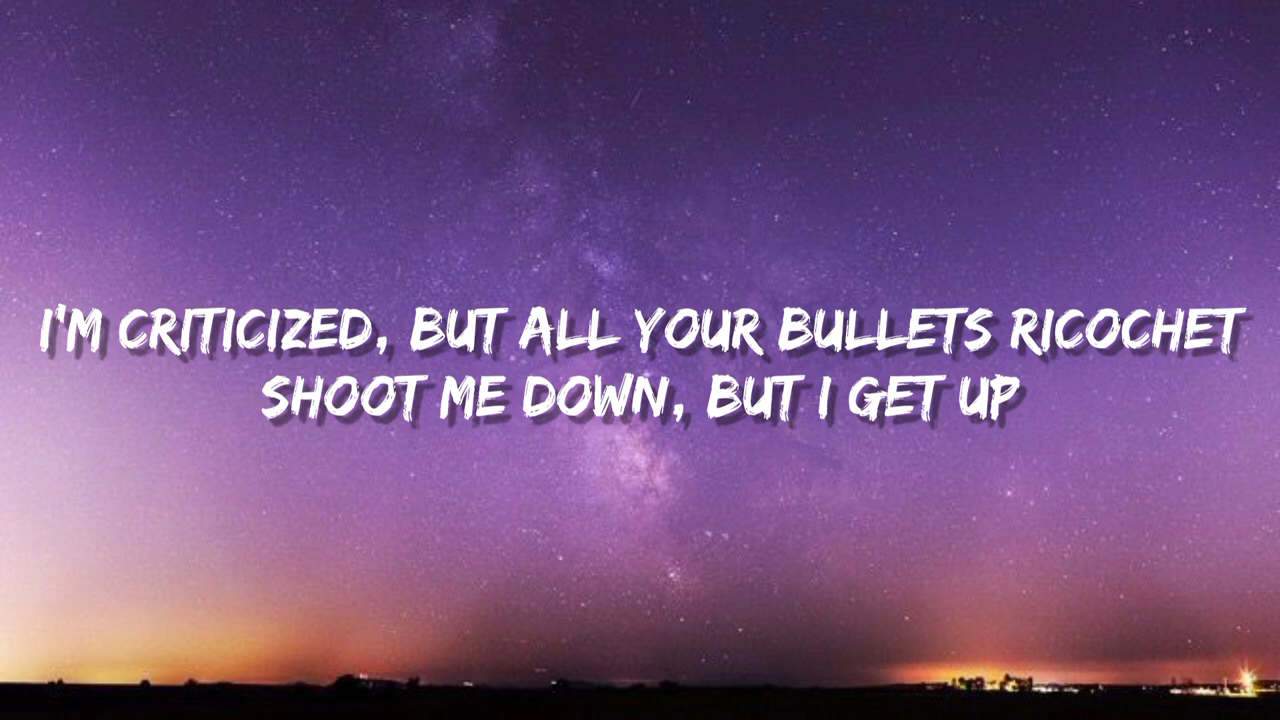 I'M CRITICIZED, BUT ALL YOUR BULLETS RICOCHET
SHOOT ME DOWN, BUT I GET UP